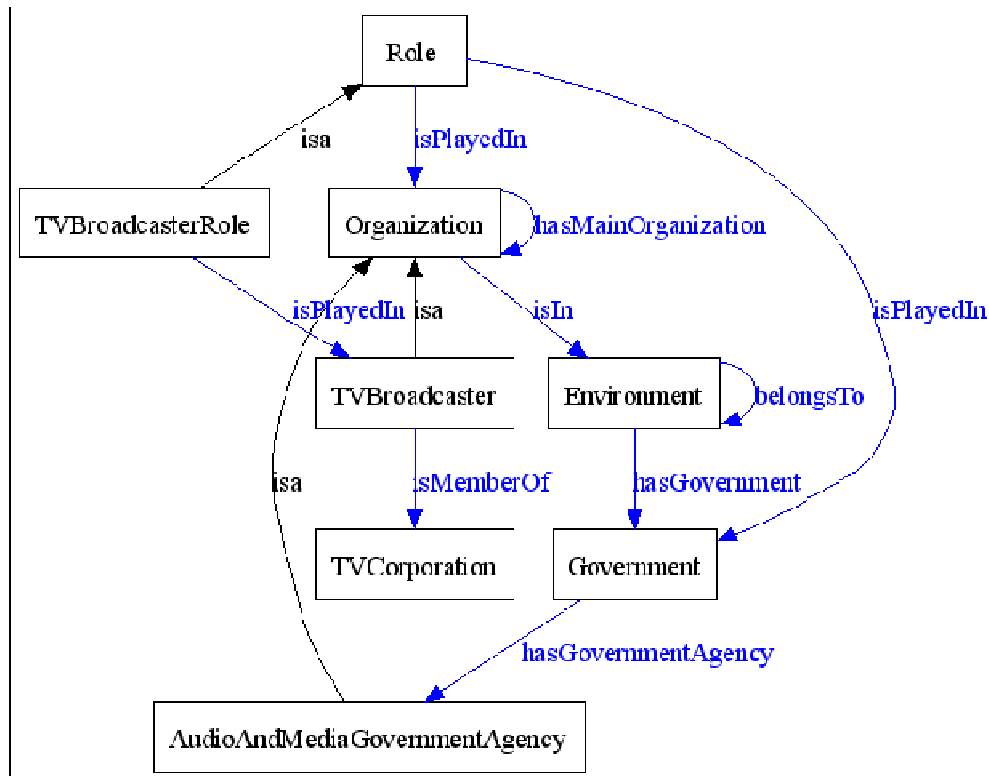 Role
isa
isPlayedIn
TVBroadcasterRole
Organization
hasMainOrganization
isPlayedIn
isa
isIn
isPlayedIn
TVBroadcaster
Environment
belongsTo
isa
isMemberOf
hasGovernment
TVCorporation
Government
hasGovernmentAgency
AudioAndMediaGovernmentAgency